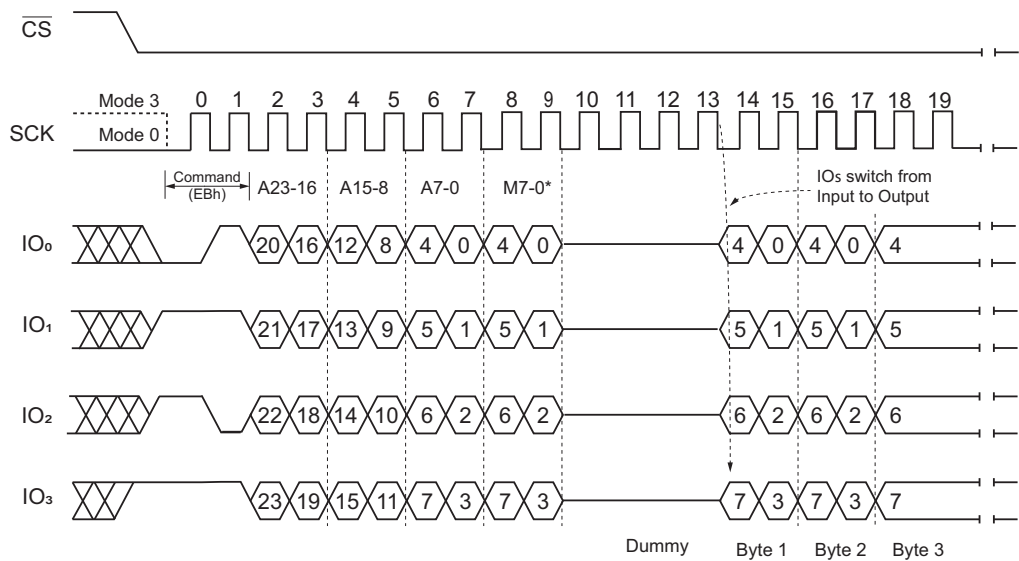 CS
Mode 3 0 1 2 3 4 5 6 7 8 9 10 11 12 13 14 15 16 17 18 19
SCK Mode 0
Command
(EBh)
A23-16 A15-8 A7-0 M7-0*
IOs switch from
Input to Output
IO₀ 20 16 12 8 4 0 4 0 4 0 4 0 4
IO₁ 21 17 13 9 5 1 5 1 5 1 5 1 5
IO₂ 22 18 14 10 6 2 6 2 6 2 6 2 6
IO₃ 23 19 15 11 7 3 7 3 7 3 7 3 7
Dummy Byte 1 Byte 2 Byte 3